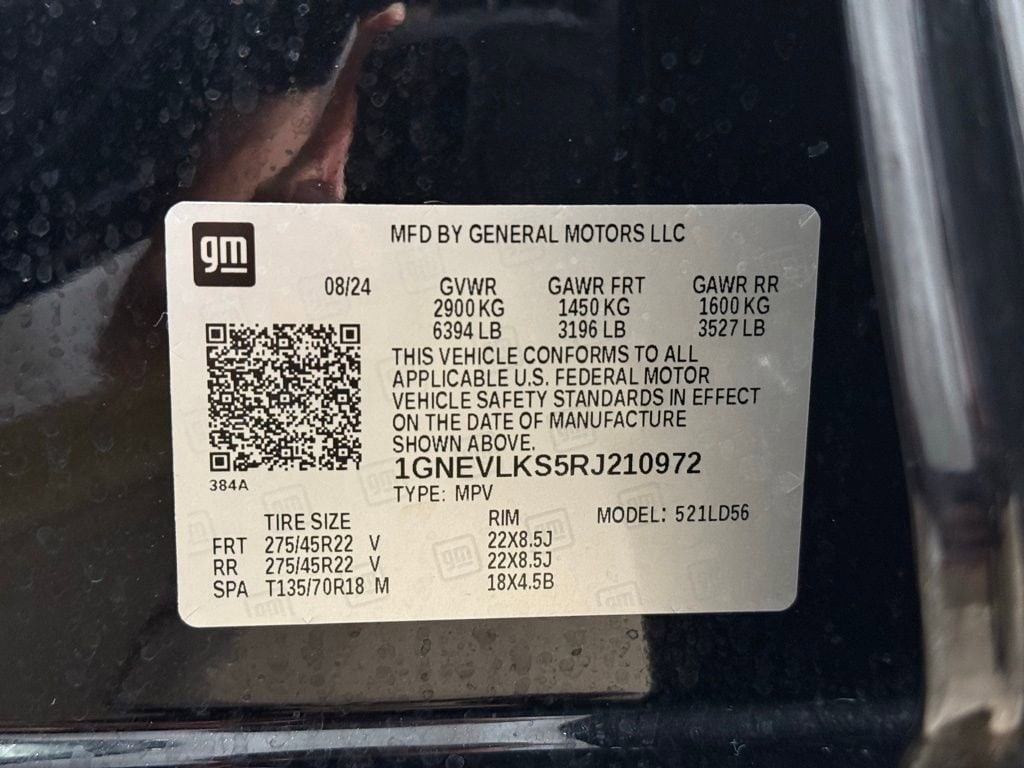 gm
MFD BY GENERAL MOTORS LLC
08/24 GVWR GAWR FRT GAWR RR
2900 KG 1450 KG 1600 KG
6394 LB 3196 LB 3527 LB
THIS VEHICLE CONFORMS TO ALL
APPLICABLE U.S. FEDERAL MOTOR
VEHICLE SAFETY STANDARDS IN EFFECT
ON THE DATE OF MANUFACTURE
SHOWN ABOVE.
1GNEVLKS5RJ210972
384A
TYPE: MPV
TIRE SIZE RIM MODEL: 521LD56
FRT 275/45R22 V 22X8.5J
RR 275/45R22 V 22X8.5J
SPA T135/70R18 M 18X4.5B